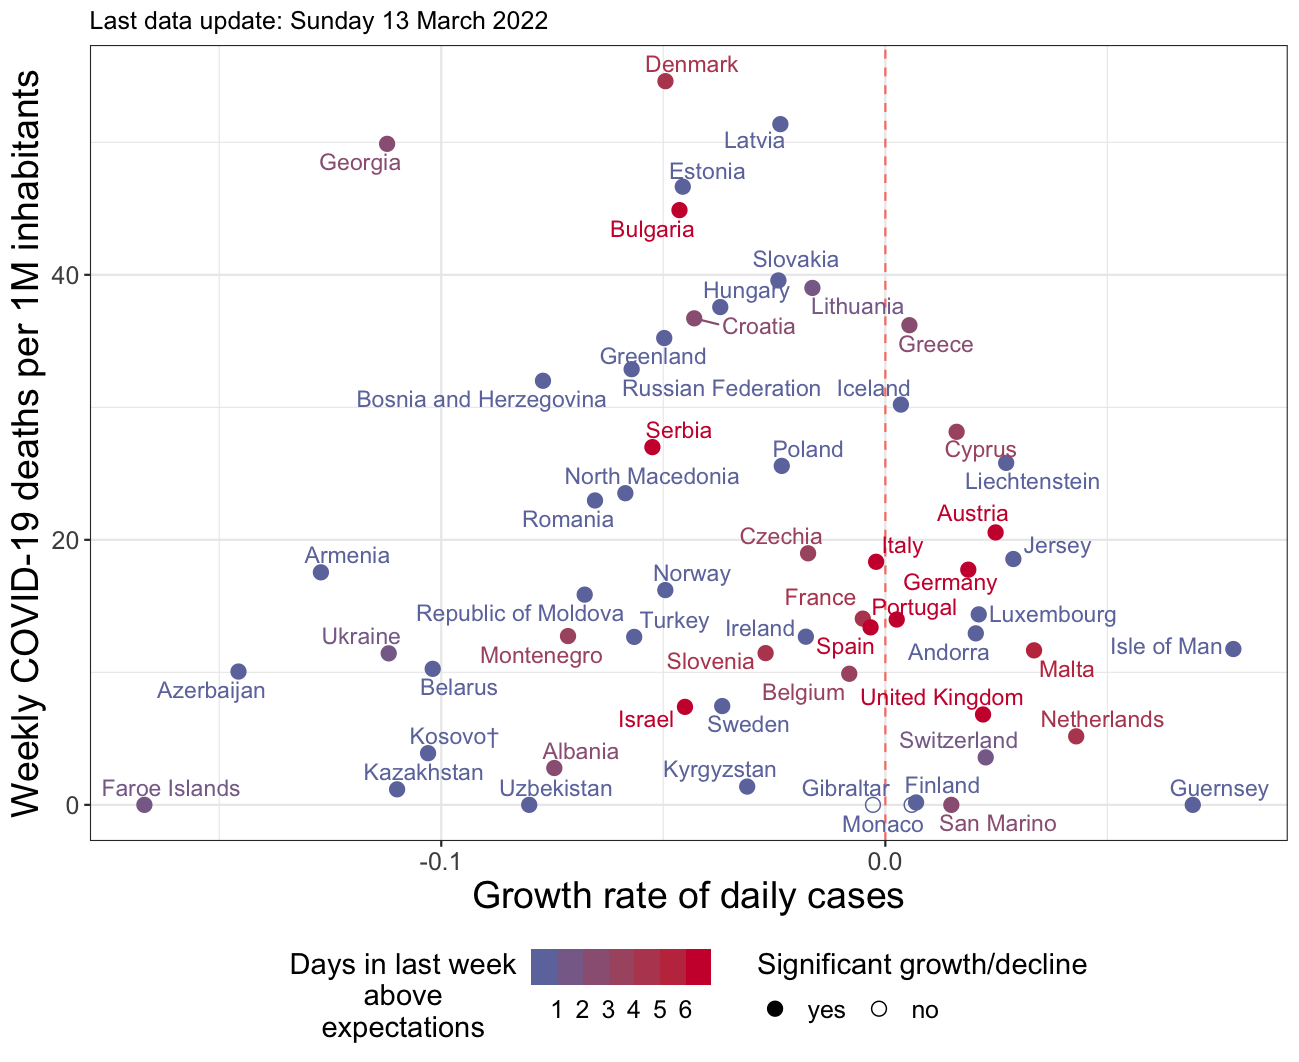 Last data update: Sunday 13 March 2022
Weekly COVID-19 deaths per 1M inhabitants
Denmark
Latvia
Georgia
Estonia
Bulgaria
Slovakia
40
Hungary
Lithuania
Croatia
Greece
Greenland
Russian Federation
Iceland
Bosnia and Herzegovina
Serbia
Poland
Cyprus
North Macedonia
Liechtenstein
Romania
Austria
20
Czechia
Italy
Jersey
Armenia
Norway
Germany
France
Portugal
Republic of Moldova
Turkey
Luxembourg
Ireland
Ukraine
Spain
Isle of Man
Andorra
Montenegro
Slovenia
Malta
Azerbaijan
Belarus
Belgium
United Kingdom
Israel
Sweden
Netherlands
Kosovo†
Switzerland
Albania
Kazakhstan
Kyrgyzstan
Faroe Islands
Uzbekistan
Gibraltar
Finland
Guernsey
0
Monaco
San Marino
-0.1
0.0
Growth rate of daily cases
Days in last week
above
expectations
1 2 3 4 5 6
Significant growth/decline
yes
no